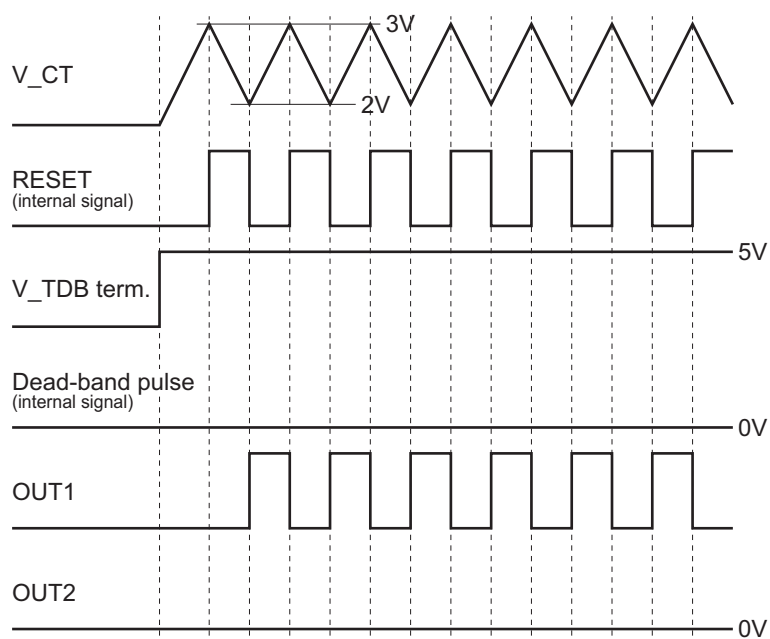 3V
V_CT
2V
RESET
(internal signal)
5V
V_TDB term.
Dead-band pulse
(internal signal)
0V
OUT1
OUT2
0V